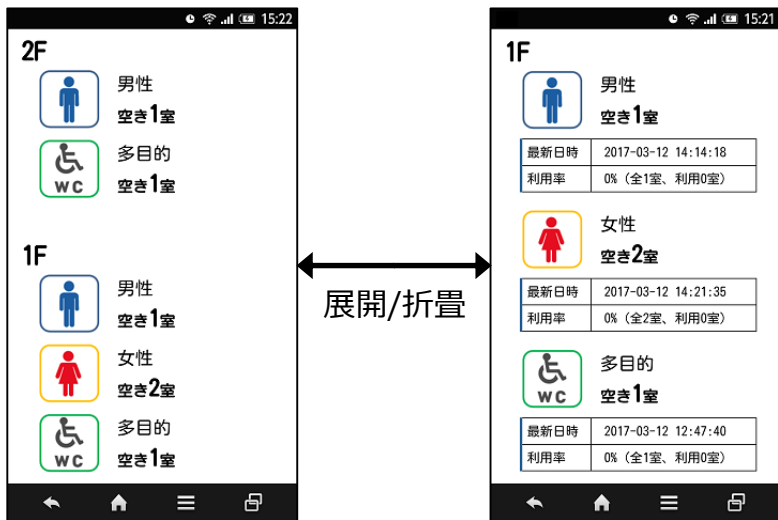 15:22
2F
男性
空き1室
WC
多目的
空き1室
1F
男性
空き1室
女性
空き2室
WC
多目的
空き1室
展開/折畳
15:21
1F
男性
空き1室
最新日時 2017-03-12 14:14:18
利用率 0% (全1室、利用0室)
女性
空き2室
最新日時 2017-03-12 14:21:35
利用率 0% (全2室、利用0室)
WC
多目的
空き1室
最新日時 2017-03-12 12:47:40
利用率 0% (全1室、利用0室)